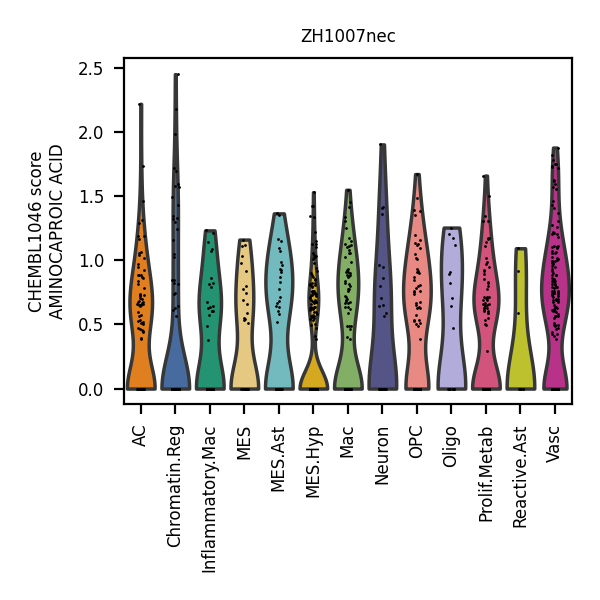 ZH1007nec
CHEMBL1046 score
AMINOCAPROIC ACID
2.5
2.0
1.5
1.0
0.5
0.0
AC
Chromatin.Reg
Inflammatory.Mac
MES
MES.Ast
MES.Hyp
Mac
Neuron
OPC
Oligo
Prolif.Metab
Reactive.Ast
Vasc